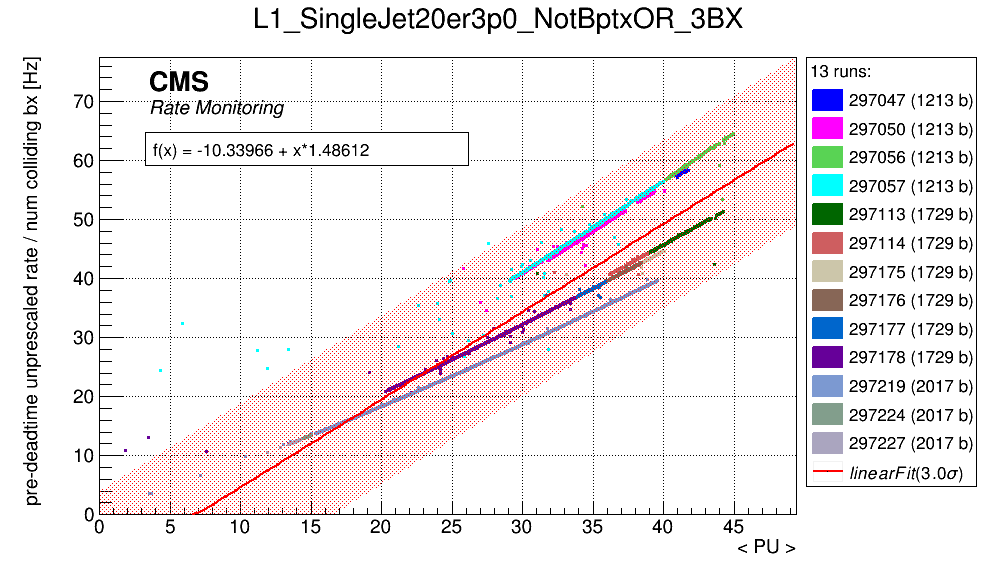 L1_SingleJet20er3p0_NotBptxOR_3BX
pre-deadtime unprescaled rate / num colliding bx [Hz]
CMS
Rate Monitoring
f(x) = -10.33966 + x*1.48612
70
60
50
40
30
20
10
0
0 5 10 15 20 25 30 35 40 45
< PU >
13 runs:
297047 (1213 b)
297050 (1213 b)
297056 (1213 b)
297057 (1213 b)
297113 (1729 b)
297114 (1729 b)
297175 (1729 b)
297176 (1729 b)
297177 (1729 b)
297178 (1729 b)
297219 (2017 b)
297224 (2017 b)
297227 (2017 b)
linearFit(3.0σ)